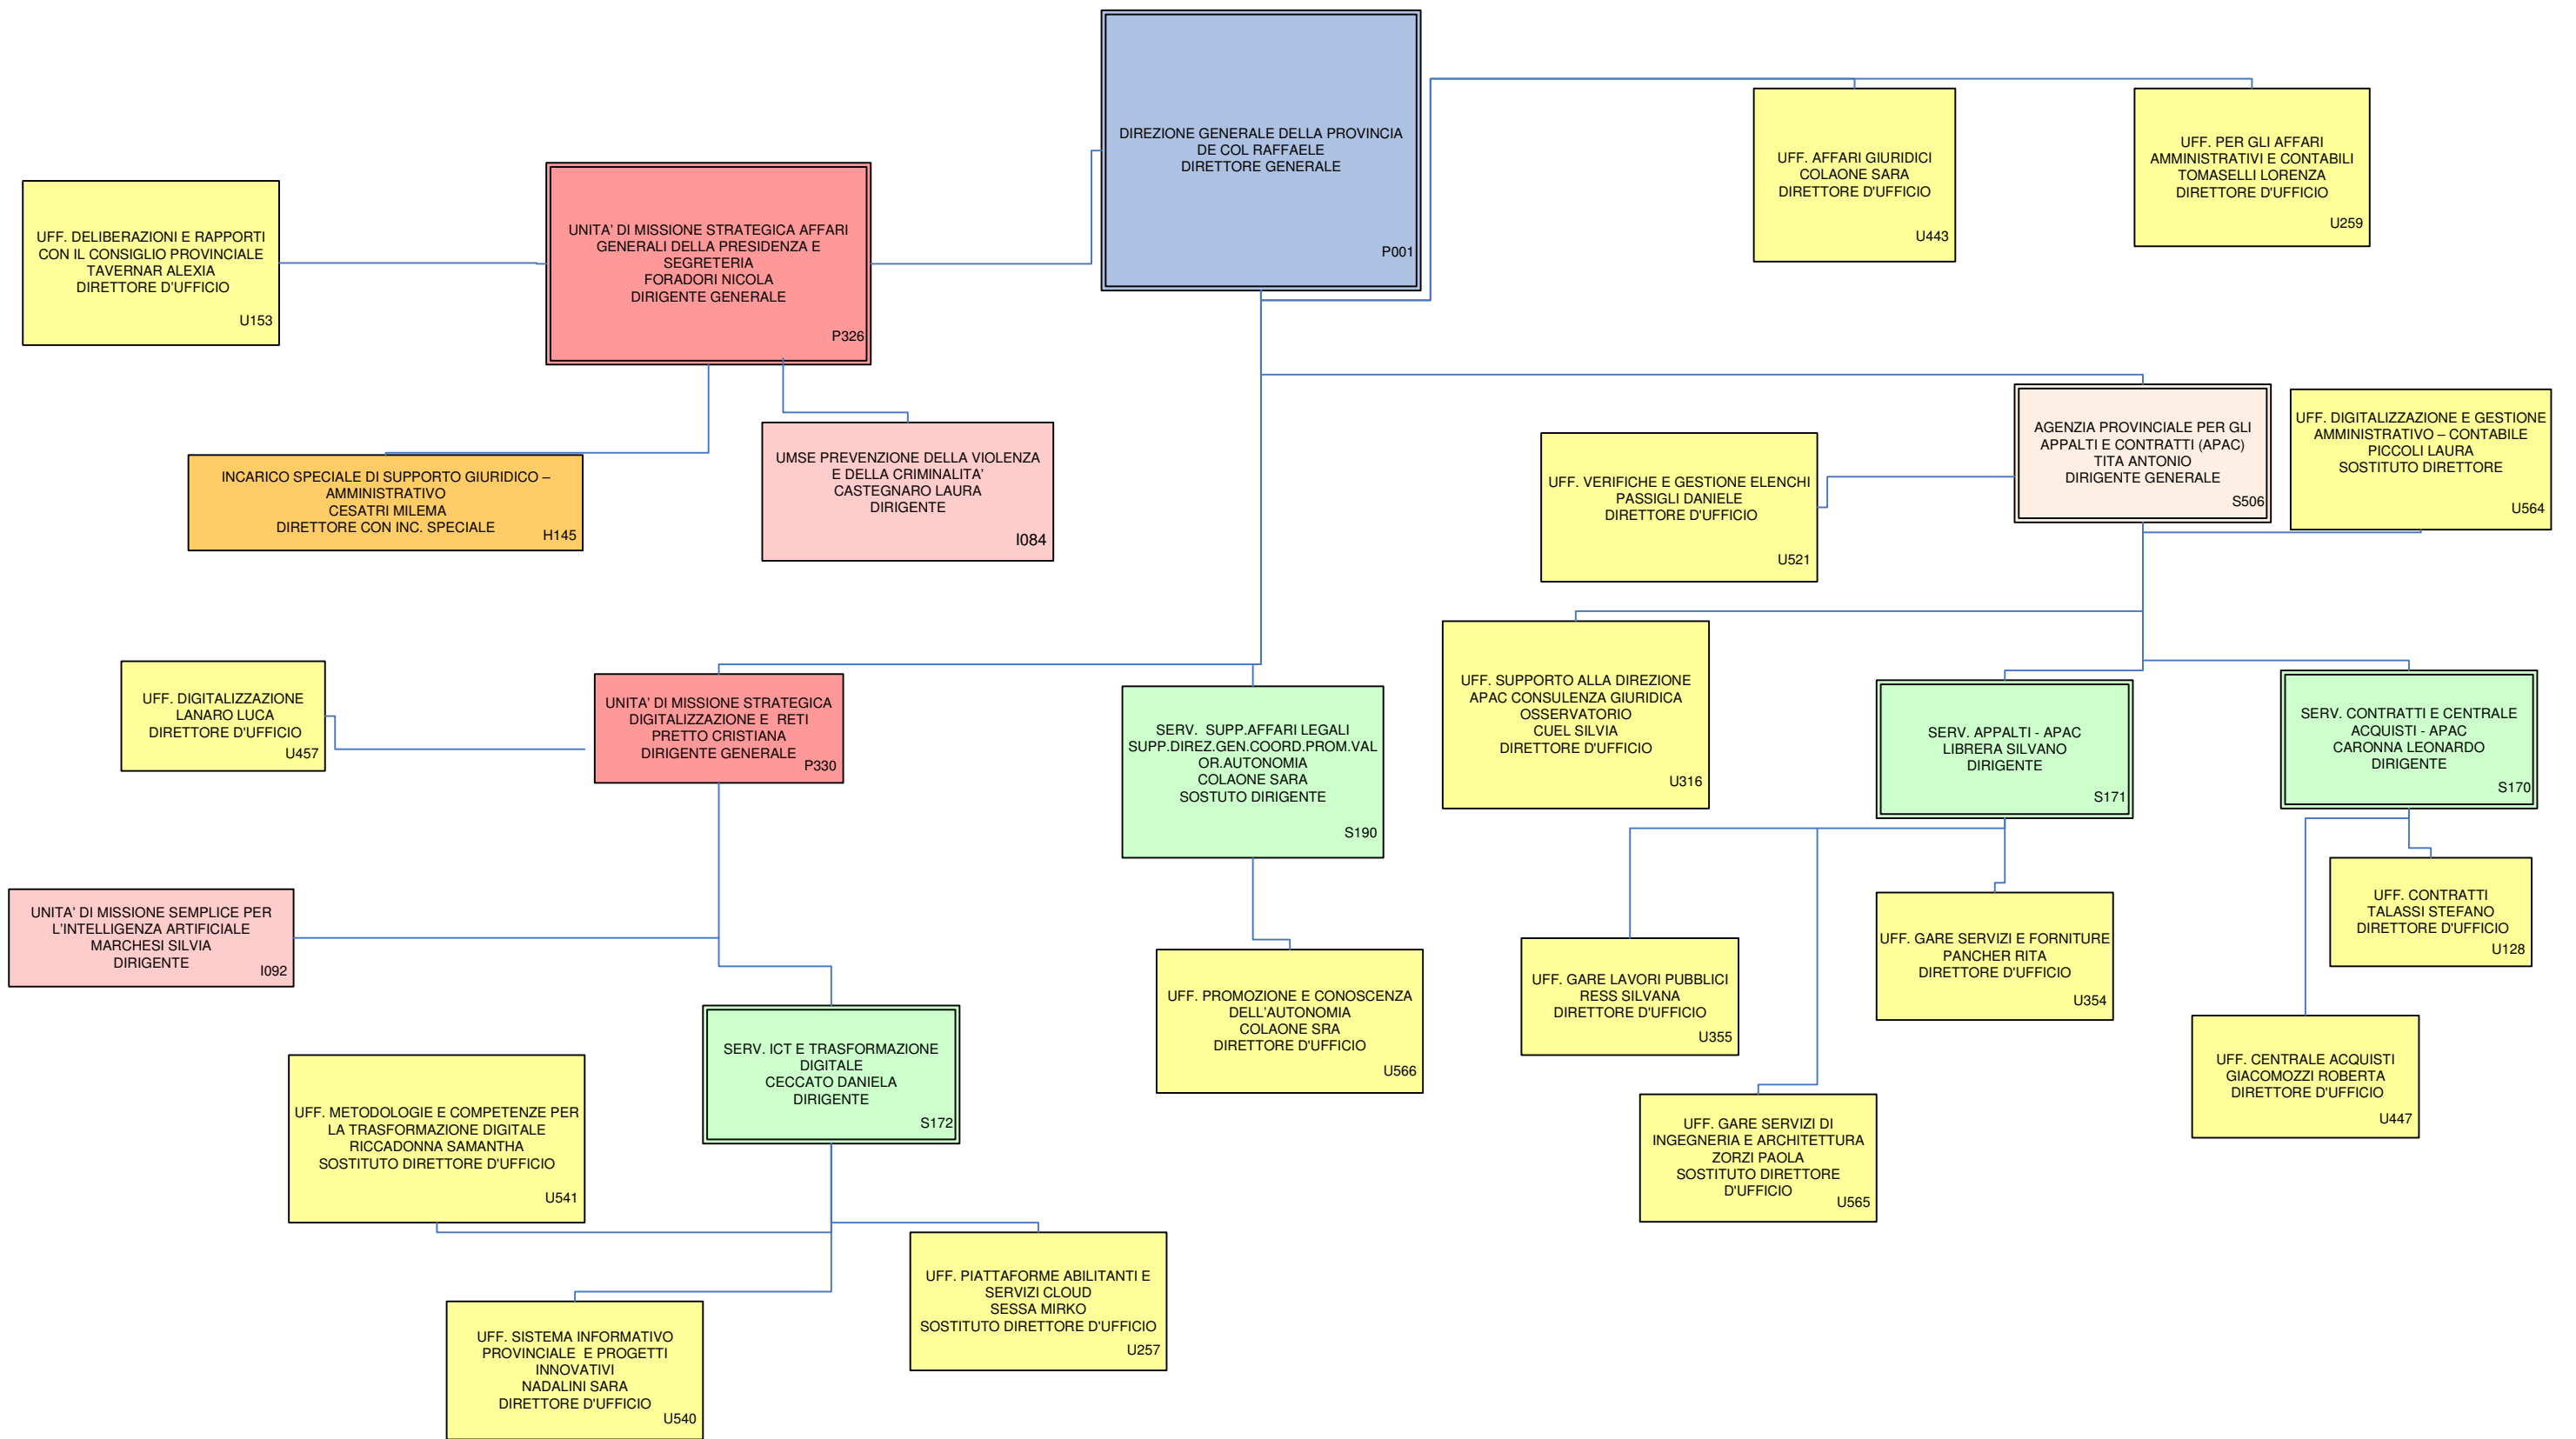 DIREZIONE GENERALE DELLA PROVINCIA
DE COL RAFFAELE
DIRETTORE GENERALE
P001
UFF. AFFARI GIURIDICI
COLAONE SARA
DIRETTORE D'UFFICIO
U443
UFF. PER GLI AFFARI
AMMINISTRATIVI E CONTABILI
TOMASELLI LORENZA
DIRETTORE D'UFFICIO
U259
UFF. DELIBERAZIONI E RAPPORTI
CON IL CONSIGLIO PROVINCIALE
TAVERNAR ALEXIA
DIRETTORE D'UFFICIO
U153
UNITA' DI MISSIONE STRATEGICA AFFARI
GENERALI DELLA PRESIDENZA E
SEGRETERIA
FORADORI NICOLA
DIRIGENTE GENERALE
P326
INCARICO SPECIALE DI SUPPORTO GIURIDICO –
AMMINISTRATIVO
CESATRI MILEMA
DIRETTORE CON INC. SPECIALE
H145
UMSE PREVENZIONE DELLA VIOLENZA
E DELLA CRIMINALITA'
CASTEGNARO LAURA
DIRIGENTE
I084
UFF. VERIFICHE E GESTIONE ELENCHI
PASSIGLI DANIELE
DIRETTORE D'UFFICIO
U521
AGENZIA PROVINCIALE PER GLI
APPALTI E CONTRATTI (APAC)
TITA ANTONIO
DIRIGENTE GENERALE
S506
UFF. DIGITALIZZAZIONE E GESTIONE
AMMINISTRATIVO – CONTABILE
PICCOLI LAURA
SOSTITUTO DIRETTORE
U564
UFF. DIGITALIZZAZIONE
LANARO LUCA
DIRETTORE D'UFFICIO
U457
UNITA' DI MISSIONE STRATEGICA
DIGITALIZZAZIONE E  RETI
PRETTO CRISTIANA
DIRIGENTE GENERALE
P330
SERV.  SUPP.AFFARI LEGALI
SUPP.DIREZ.GEN.COORD.PROM.VAL
OR.AUTONOMIA
COLAONE SARA
SOSTUTO DIRIGENTE
S190
UFF. SUPPORTO ALLA DIREZIONE
APAC CONSULENZA GIURIDICA
OSSERVATORIO
CUEL SILVIA
DIRETTORE D'UFFICIO
U316
SERV. APPALTI - APAC
LIBRERA SILVANO
DIRIGENTE
S171
SERV. CONTRATTI E CENTRALE
ACQUISTI - APAC
CARONNA LEONARDO
DIRIGENTE
S170
UNITA' DI MISSIONE SEMPLICE PER
L'INTELLIGENZA ARTIFICIALE
MARCHESI SILVIA
DIRIGENTE
I092
UFF. PROMOZIONE E CONOSCENZA
DELL'AUTONOMIA
COLAONE SRA
DIRETTORE D'UFFICIO
U566
UFF. GARE LAVORI PUBBLICI
RESS SILVANA
DIRETTORE D'UFFICIO
U355
UFF. GARE SERVIZI E FORNITURE
PANCHER RITA
DIRETTORE D'UFFICIO
U354
UFF. CONTRATTI
TALASSI STEFANO
DIRETTORE D'UFFICIO
U128
SERV. ICT E TRASFORMAZIONE
DIGITALE
CECCATO DANIELA
DIRIGENTE
S172
UFF. METODOLOGIE E COMPETENZE PER
LA TRASFORMAZIONE DIGITALE
RICCADONNA SAMANTHA
SOSTITUTO DIRETTORE D'UFFICIO
U541
UFF. GARE SERVIZI DI
INGEGNERIA E ARCHITETTURA
ZORZI PAOLA
SOSTITUTO DIRETTORE
D'UFFICIO
U565
UFF. CENTRALE ACQUISTI
GIACOMOZZI ROBERTA
DIRETTORE D'UFFICIO
U447
UFF. PIATTAFORME ABILITANTI E
SERVIZI CLOUD
SESSA MIRKO
SOSTITUTO DIRETTORE D'UFFICIO
U257
UFF. SISTEMA INFORMATIVO
PROVINCIALE  E PROGETTI
INNOVATIVI
NADALINI SARA
DIRETTORE D'UFFICIO
U540